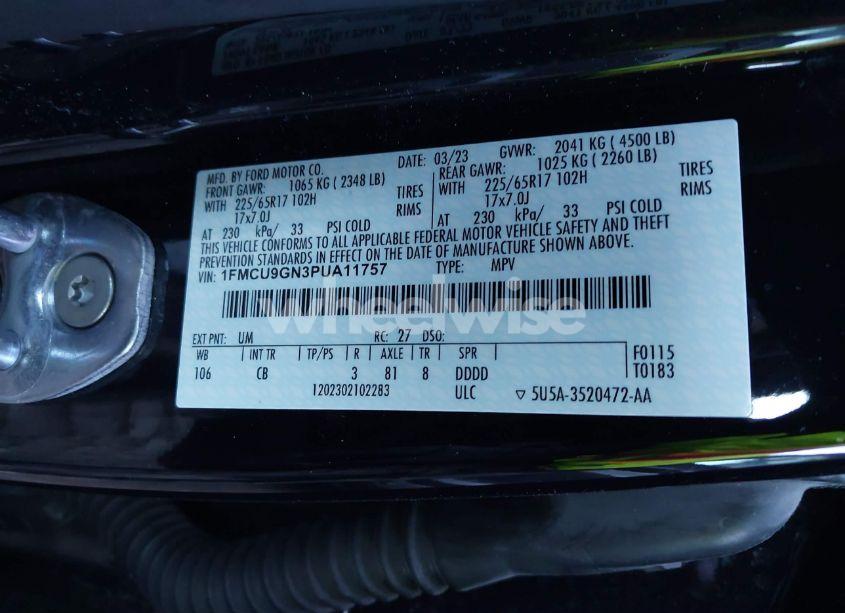 MFD. BY FORD MOTOR CO.
DATE: 03/23 GVWR: 2041 KG ( 4500 LB)
FRONT GAWR: 1065 KG ( 2348 LB)
REAR GAWR: 1025 KG ( 2260 LB)
WITH 225/65R17 102H TIRES
WITH 225/65R17 102H TIRES
17x7.0J RIMS
17x7.0J RIMS
AT 230 kPa/ 33 PSI COLD
AT 230 kPa/ 33 PSI COLD
THIS VEHICLE CONFORMS TO ALL APPLICABLE FEDERAL MOTOR VEHICLE SAFETY AND THEFT
PREVENTION STANDARDS IN EFFECT ON THE DATE OF MANUFACTURE SHOWN ABOVE.
VIN: 1FMCU9GN3PUA11757 TYPE: MPV
wheelwise
EXT PNT: UM RC: 27 DSO:
WB INT TR TP/PS R AXLE TR SPR F0115
106 CB 3 81 8 DDDD T0183
1202302102283 ULC ▽ 5U5A-3520472-AA